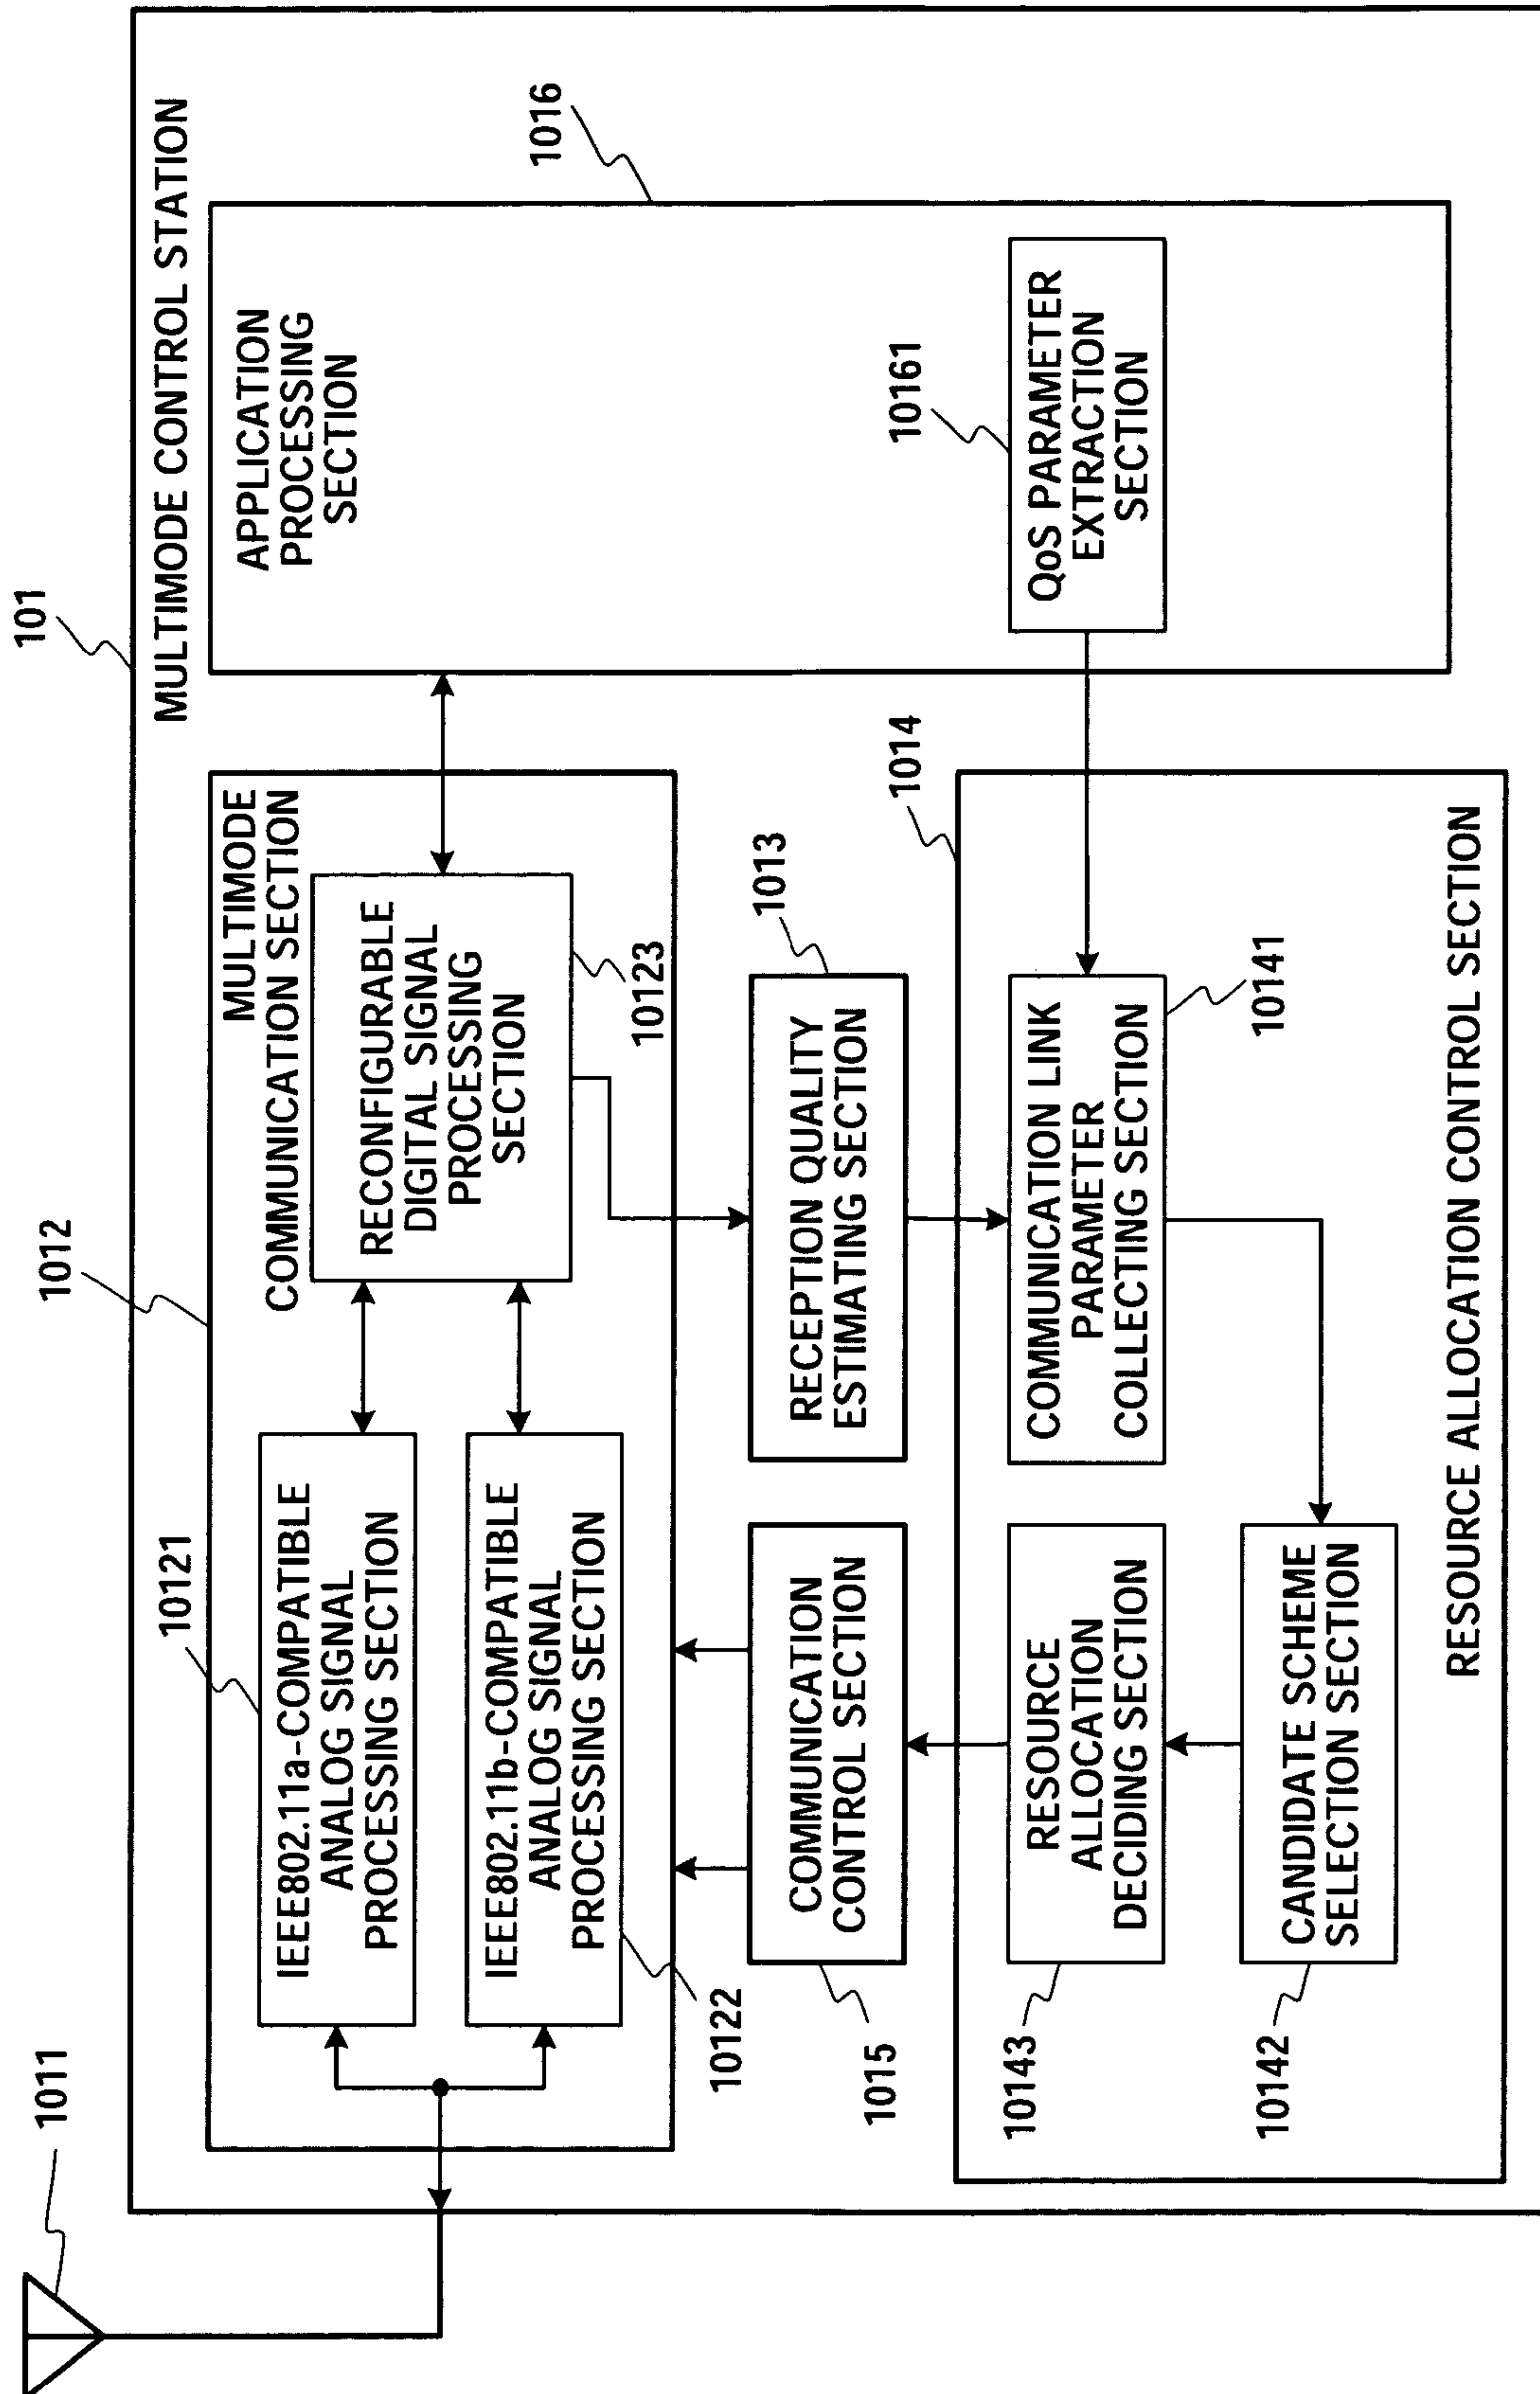 101
MULTIMODE CONTROL STATION
1011
1012
MULTIMODE
COMMUNICATION SECTION
10121
IEEE802.11a-COMPATIBLE
ANALOG SIGNAL
PROCESSING SECTION
IEEE802.11b-COMPATIBLE
ANALOG SIGNAL
PROCESSING SECTION
10122
RECONFIGURABLE
DIGITAL SIGNAL
PROCESSING
SECTION
10123
APPLICATION
PROCESSING
SECTION
1016
1015
COMMUNICATION
CONTROL SECTION
RECEPTION QUALITY
ESTIMATING SECTION
1013
1014
10161
QoS PARAMETER
EXTRACTION
SECTION
10143
RESOURCE
ALLOCATION
DECIDING SECTION
COMMUNICATION LINK
PARAMETER
COLLECTING SECTION
10141
10142
CANDIDATE SCHEME
SELECTION SECTION
RESOURCE ALLOCATION CONTROL SECTION